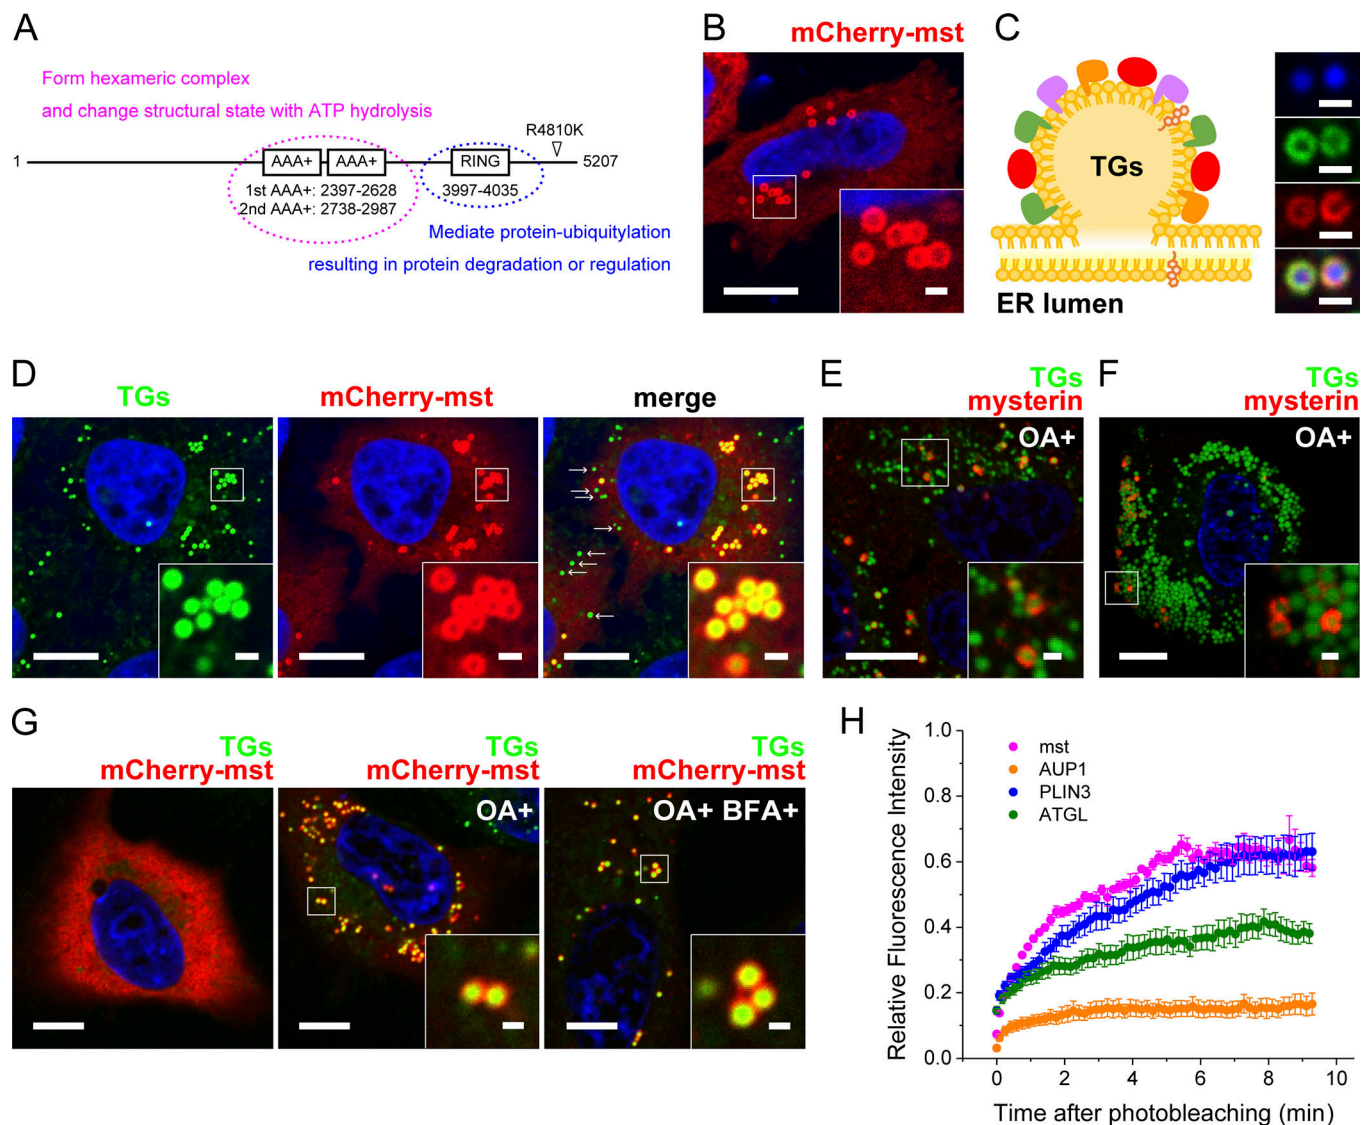 A
Form hexameric complex
and change structural state with ATP hydrolysis
R4810K
1
AAA+
AAA+
RING
5207
1st AAA+: 2397-2628
3997-4035
2nd AAA+: 2738-2987
Mediate protein-ubiquitylation
resulting in protein degradation or regulation
B
mCherry-mst
C
TGs
ER lumen
D
TGs
mCherry-mst
merge
E
TGs
mysterin
OA+
F
TGs
mysterin
OA+
G
TGs
mCherry-mst
TGs
mCherry-mst
OA+
TGs
mCherry-mst
OA+ BFA+
H
Relative Fluorescence Intensity
1.0
0.8
0.6
0.4
0.2
0.0
mst
AUP1
PLIN3
ATGL
0
2
4
6
8
10
Time after photobleaching (min)